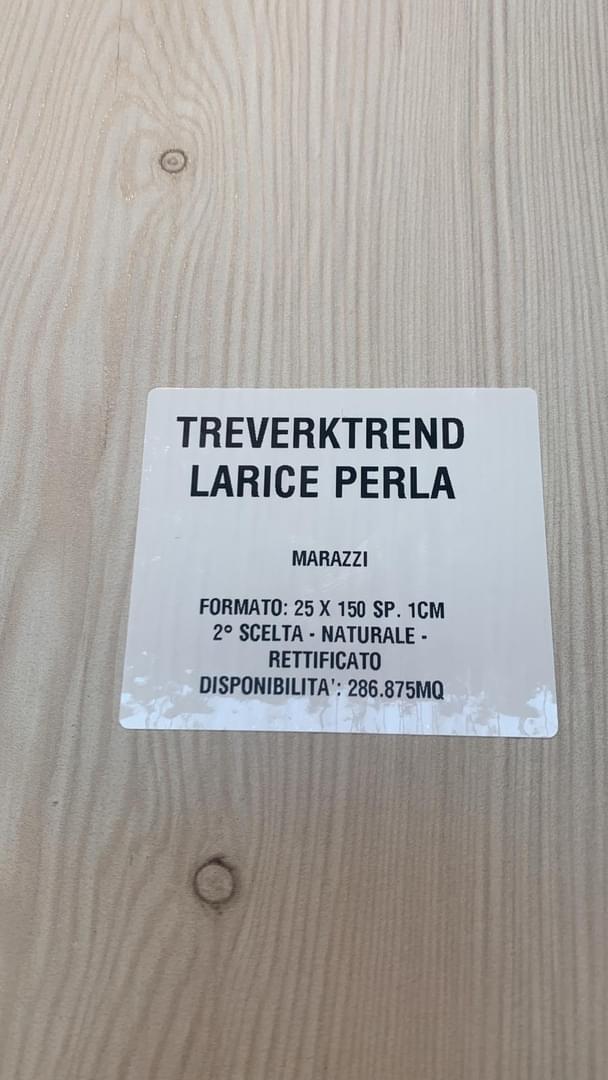 TREVERKTREND
LARICE PERLA
MARAZZI
FORMATO: 25 X 150 SP. 1CM
2° SCELTA - NATURALE -
RETTIFICATO
DISPONIBILITA': 286.875MQ